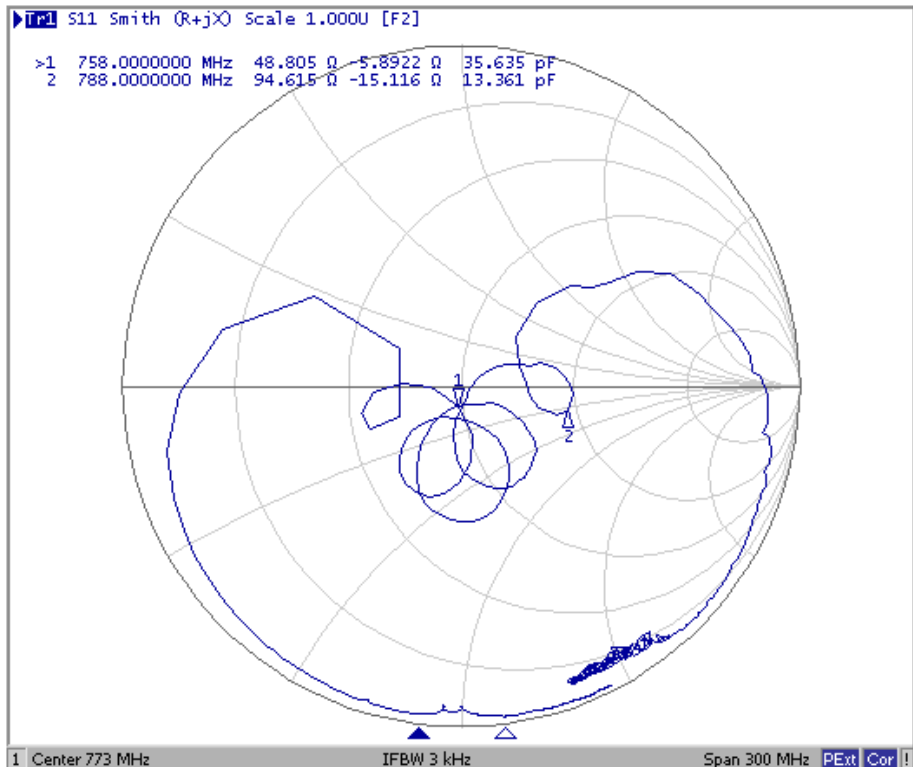 Tr1 S11 Smith (R+jX) Scale 1.000U [F2]
>1 758.0000000 MHz 48.805 Ω -5.8922 Ω 35.635 pF
2 788.0000000 MHz 94.615 Ω -15.116 Ω 13.361 pF
1
2
1 Center 773 MHz IFBW 3 kHz Span 300 MHz PExt Cor !